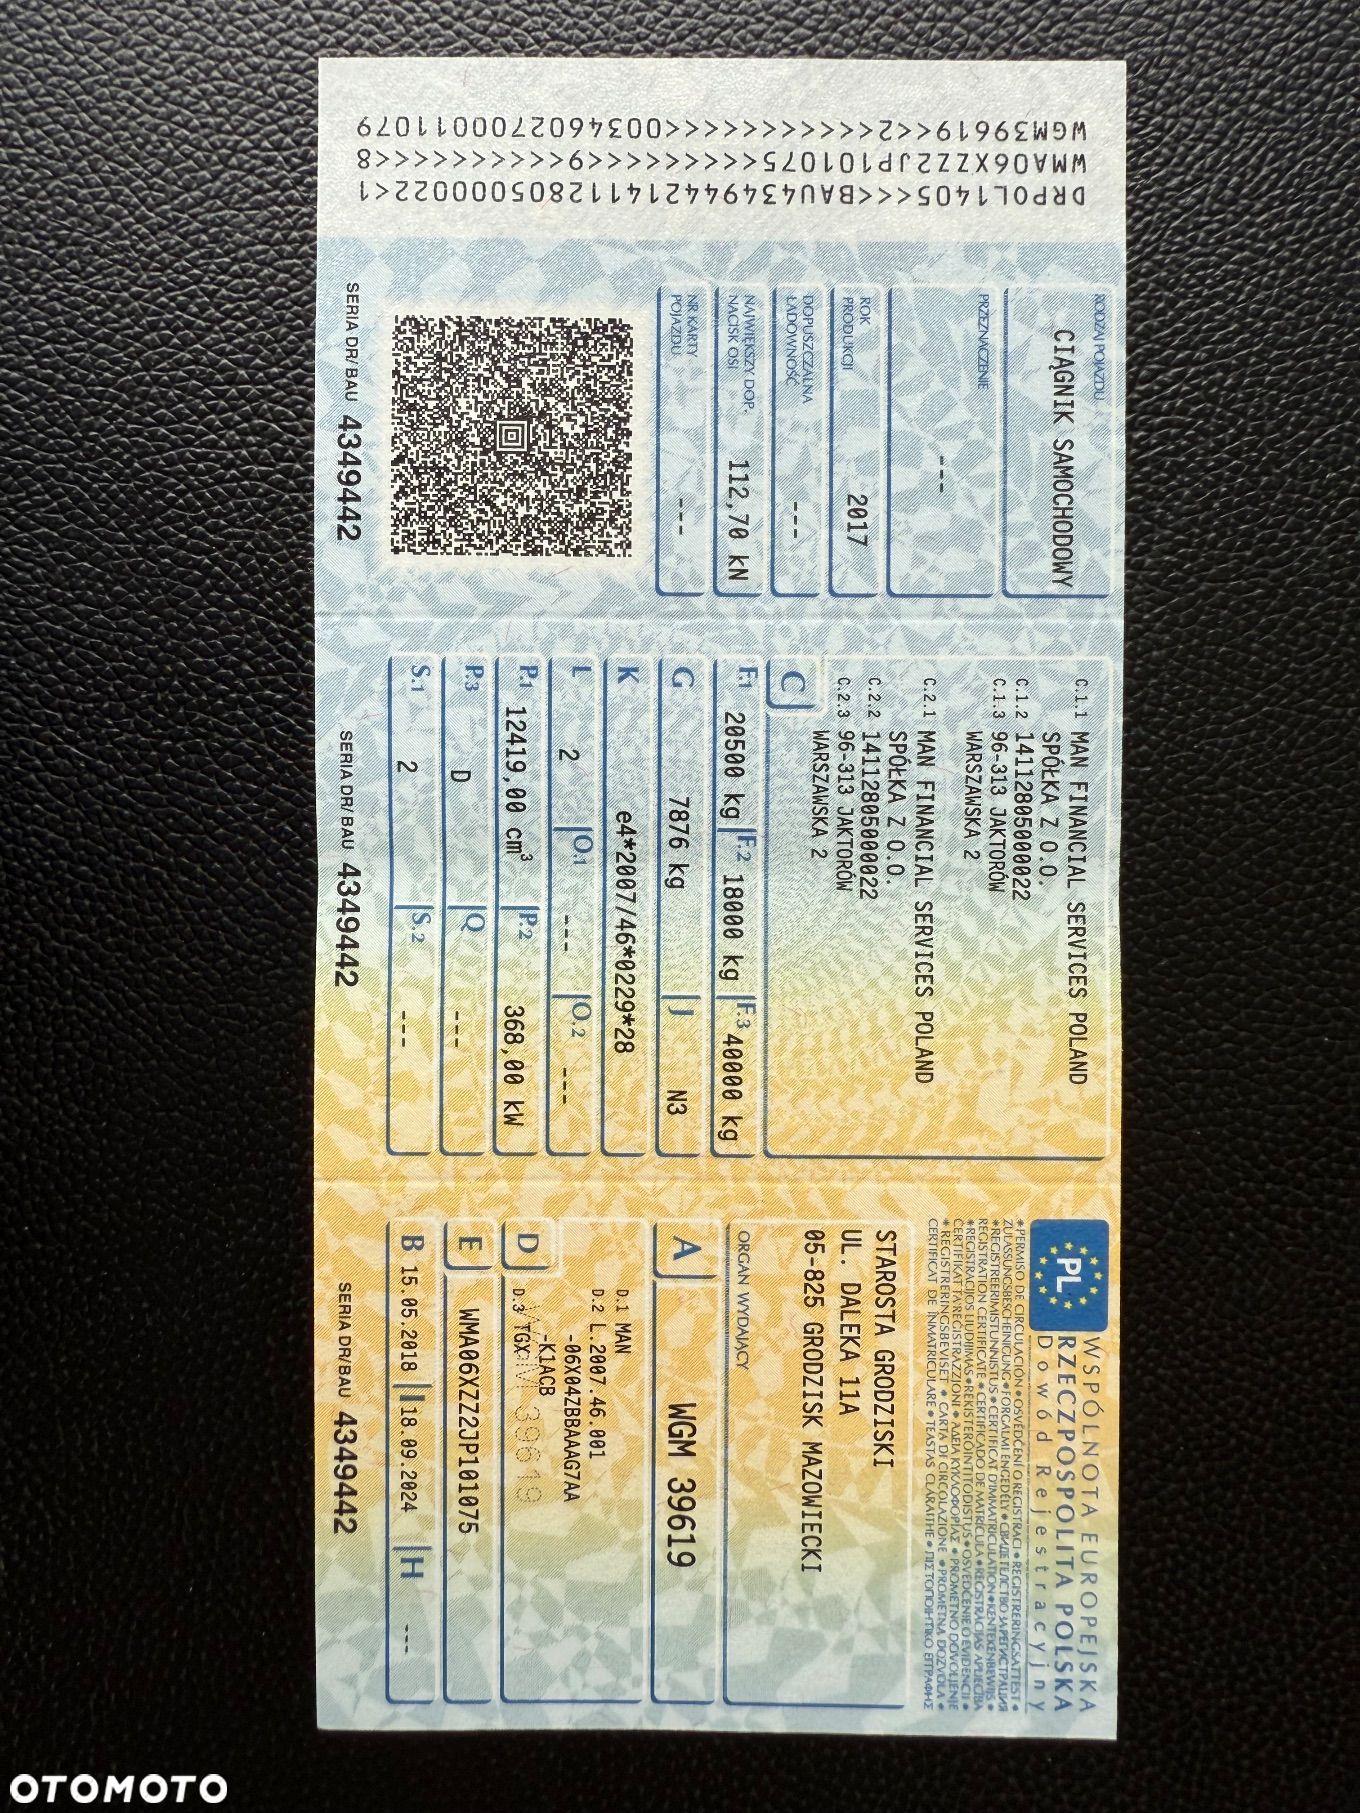 WSPÓLNOTA EUROPEJSKA
RZECZPOSPOLITA POLSKA
Dowód Rejestracyjny
PL
STAROSTA GRODZISKI
UL. DALEKA 11A
05-825 GRODZISK MAZOWIECKI
ORGAN WYDAJĄCY
A WGM 39619
D.1 MAN
D.2 L.2007.46.001
-06X04ZBBAAAG7AA
-K1ACB
D D.3 TGX
WGM 39619
E WMA06XZZ2JP101075
B 15.05.2018 I 18.09.2024 H ---
SERIA DR/BAU 4349442
C.1.1 MAN FINANCIAL SERVICES POLAND
SPÓŁKA Z O.O.
C.1.2 14112805000022
C.1.3 96-313 JAKTORÓW
WARSZAWSKA 2
C.2.1 MAN FINANCIAL SERVICES POLAND
SPÓŁKA Z O.O.
C.2.2 14112805000022
C.2.3 96-313 JAKTORÓW
WARSZAWSKA 2
C
F.1 20500 kg F.2 18000 kg F.3 40000 kg
G 7876 kg J N3
K e4*2007/46*0229*28
L 2 O.1 --- O.2 ---
P.1 12419,00 cm³ P.2 368,00 kW
P.3 D Q ---
S.1 2 S.2 ---
SERIA DR/BAU 4349442
RODZAJ POJAZDU
CIĄGNIK SAMOCHODOWY
PRZEZNACZENIE
---
ROK PRODUKCJI 2017
DOPUSZCZALNA ŁADOWNOŚĆ ---
NAJWIĘKSZY DOP. NACISK OSI 112,70 kN
NR KARTY POJAZDU ---
SERIA DR/BAU 4349442
DRPOL1405<<<BAU434944214112805000022<1
WMA06XZZ2JP101075<<<<<<<<<<<9<<<<<<<<8
WGM39619<<2<<<<<<<<<<<0034602700011079
OTOMOTO